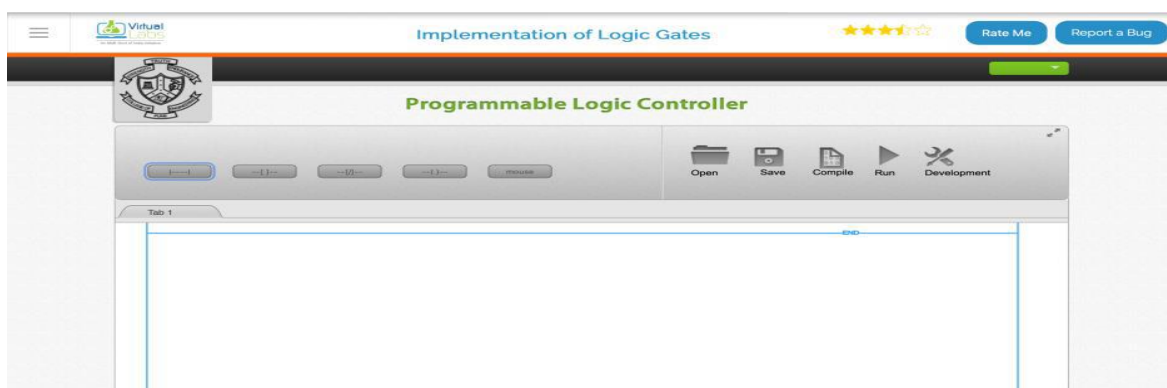 Virtual
Labs
Implementation of Logic Gates
Rate Me
Report a Bug
Programmable Logic Controller
|----|
--[ ]--
--[/]--
--( )--
mouse
Open
Save
Compile
Run
Development
Tab 1
END